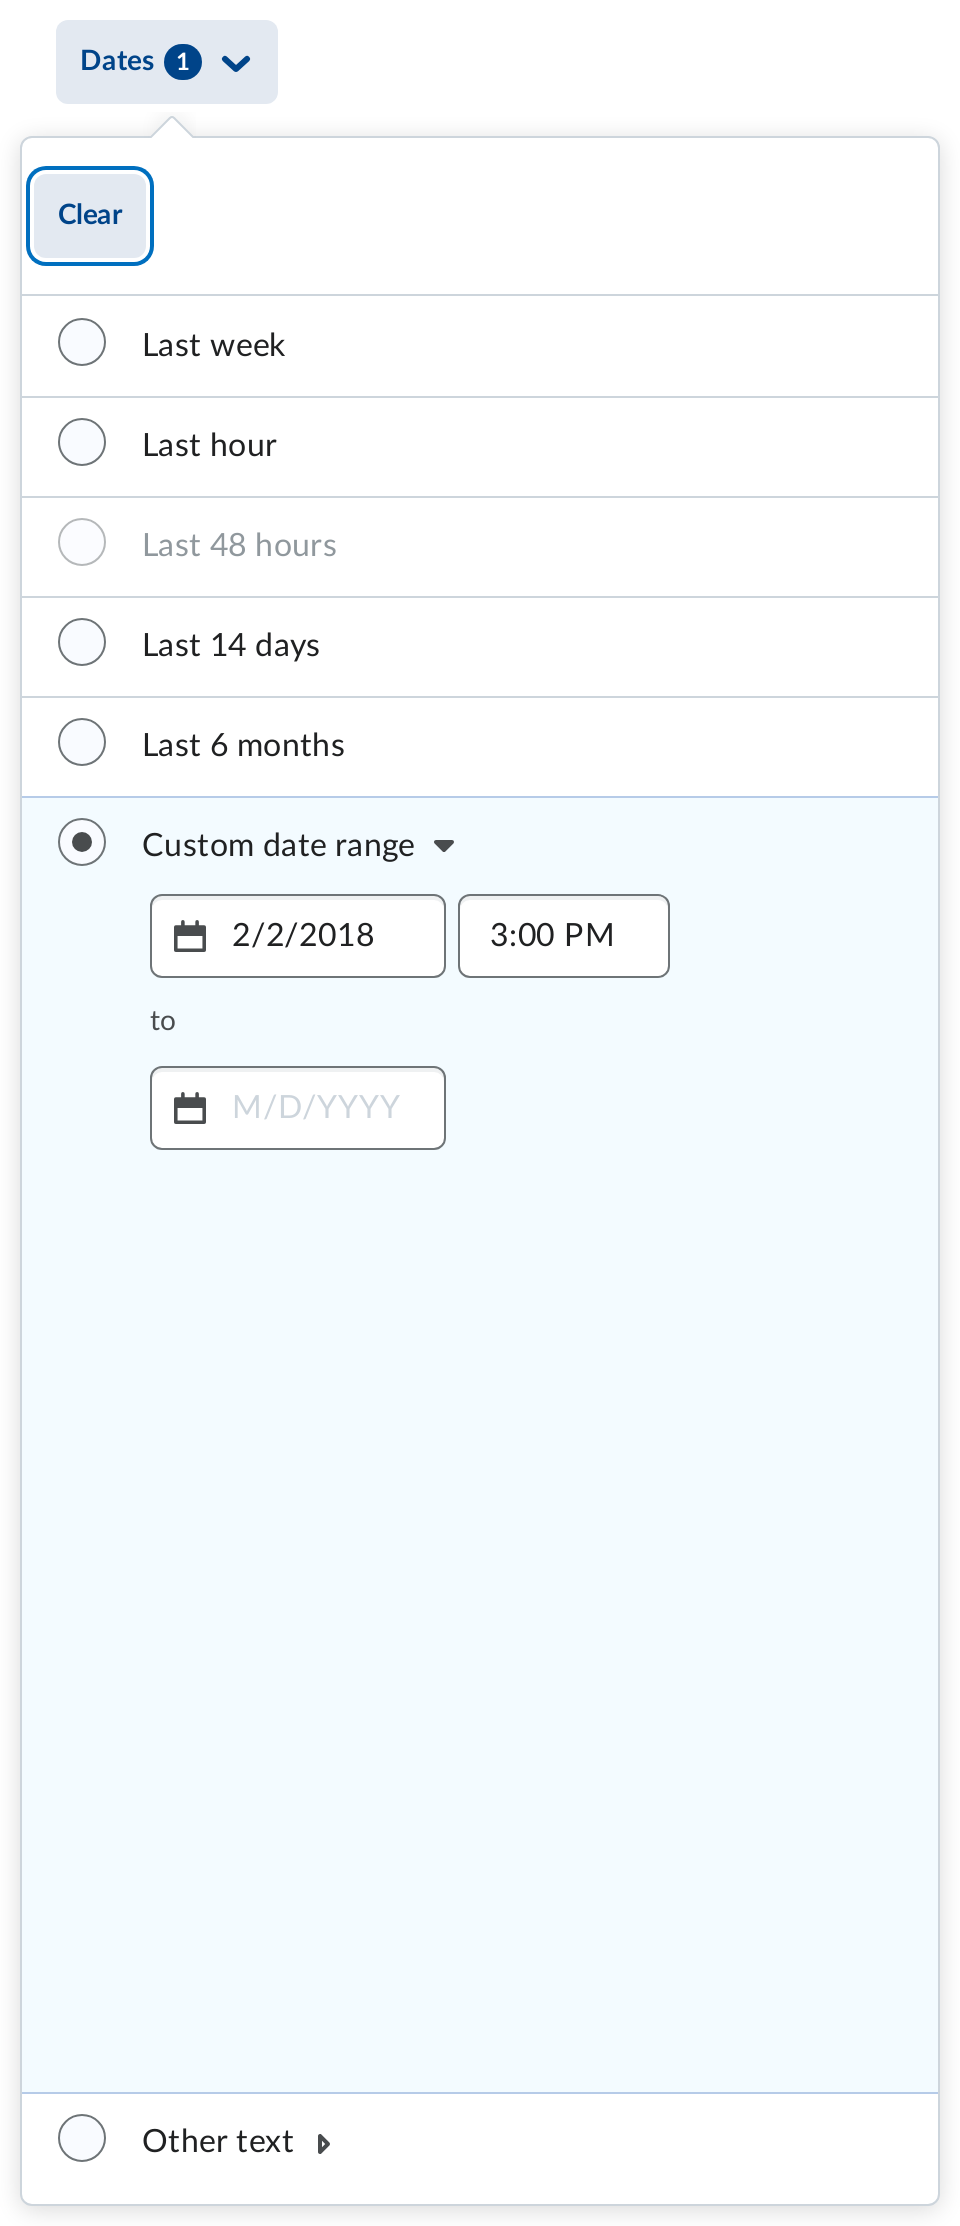 Dates 1
Clear
Last week
Last hour
Last 48 hours
Last 14 days
Last 6 months
Custom date range
2/2/2018 3:00 PM
to
M/D/YYYY
Other text